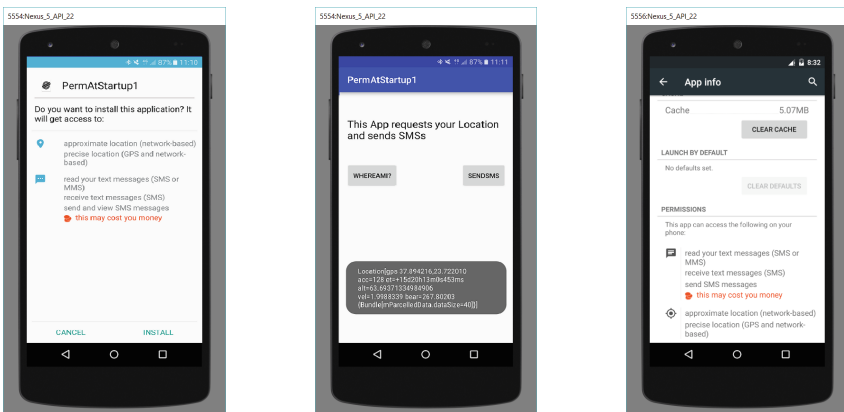 5554:Nexus_5_API_22
87% 11:10
PermAtStartup1
Do you want to install this application? It
will get access to:
approximate location (network-based)
precise location (GPS and network-
based)
read your text messages (SMS or
MMS)
receive text messages (SMS)
send and view SMS messages
this may cost you money
CANCEL
INSTALL
5554:Nexus_5_API_22
87% 11:11
PermAtStartup1
This App requests your Location
and sends SMSs
WHEREAMI?
SENDSMS
Location[gps 37.894216,23.722010
acc=128 et=+15d20h13m0s453ms
alt=63.69371334984906
vel=1.9988339 bear=267.80203
{Bundle[mParcelledData.dataSize=40]}]
5556:Nexus_5_API_22
8:32
App info
Cache
5.07MB
CLEAR CACHE
LAUNCH BY DEFAULT
No defaults set.
CLEAR DEFAULTS
PERMISSIONS
This app can access the following on your
phone:
read your text messages (SMS or
MMS)
receive text messages (SMS)
send SMS messages
this may cost you money
approximate location (network-based)
precise location (GPS and network-
based)